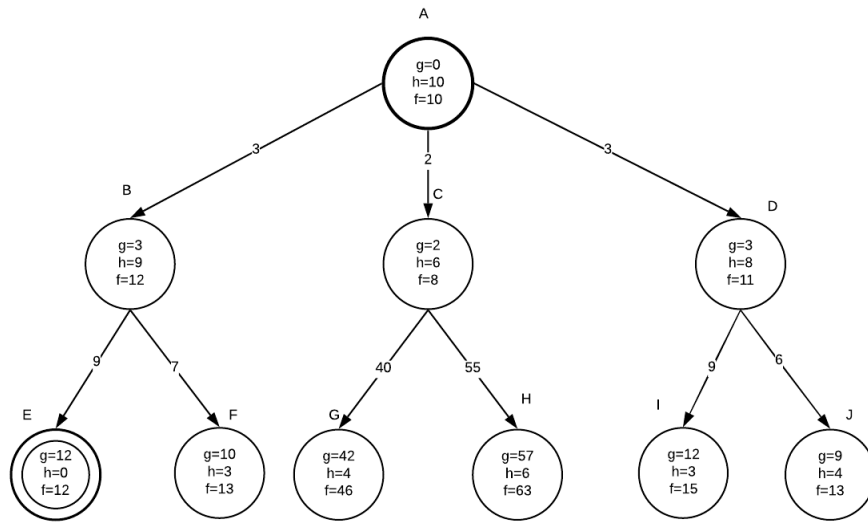 A
g=0
h=10
f=10
3
2
3
B
C
D
g=3
h=9
f=12
g=2
h=6
f=8
g=3
h=8
f=11
9
7
40
55
9
6
E
F
G
H
I
J
g=12
h=0
f=12
g=10
h=3
f=13
g=42
h=4
f=46
g=57
h=6
f=63
g=12
h=3
f=15
g=9
h=4
f=13